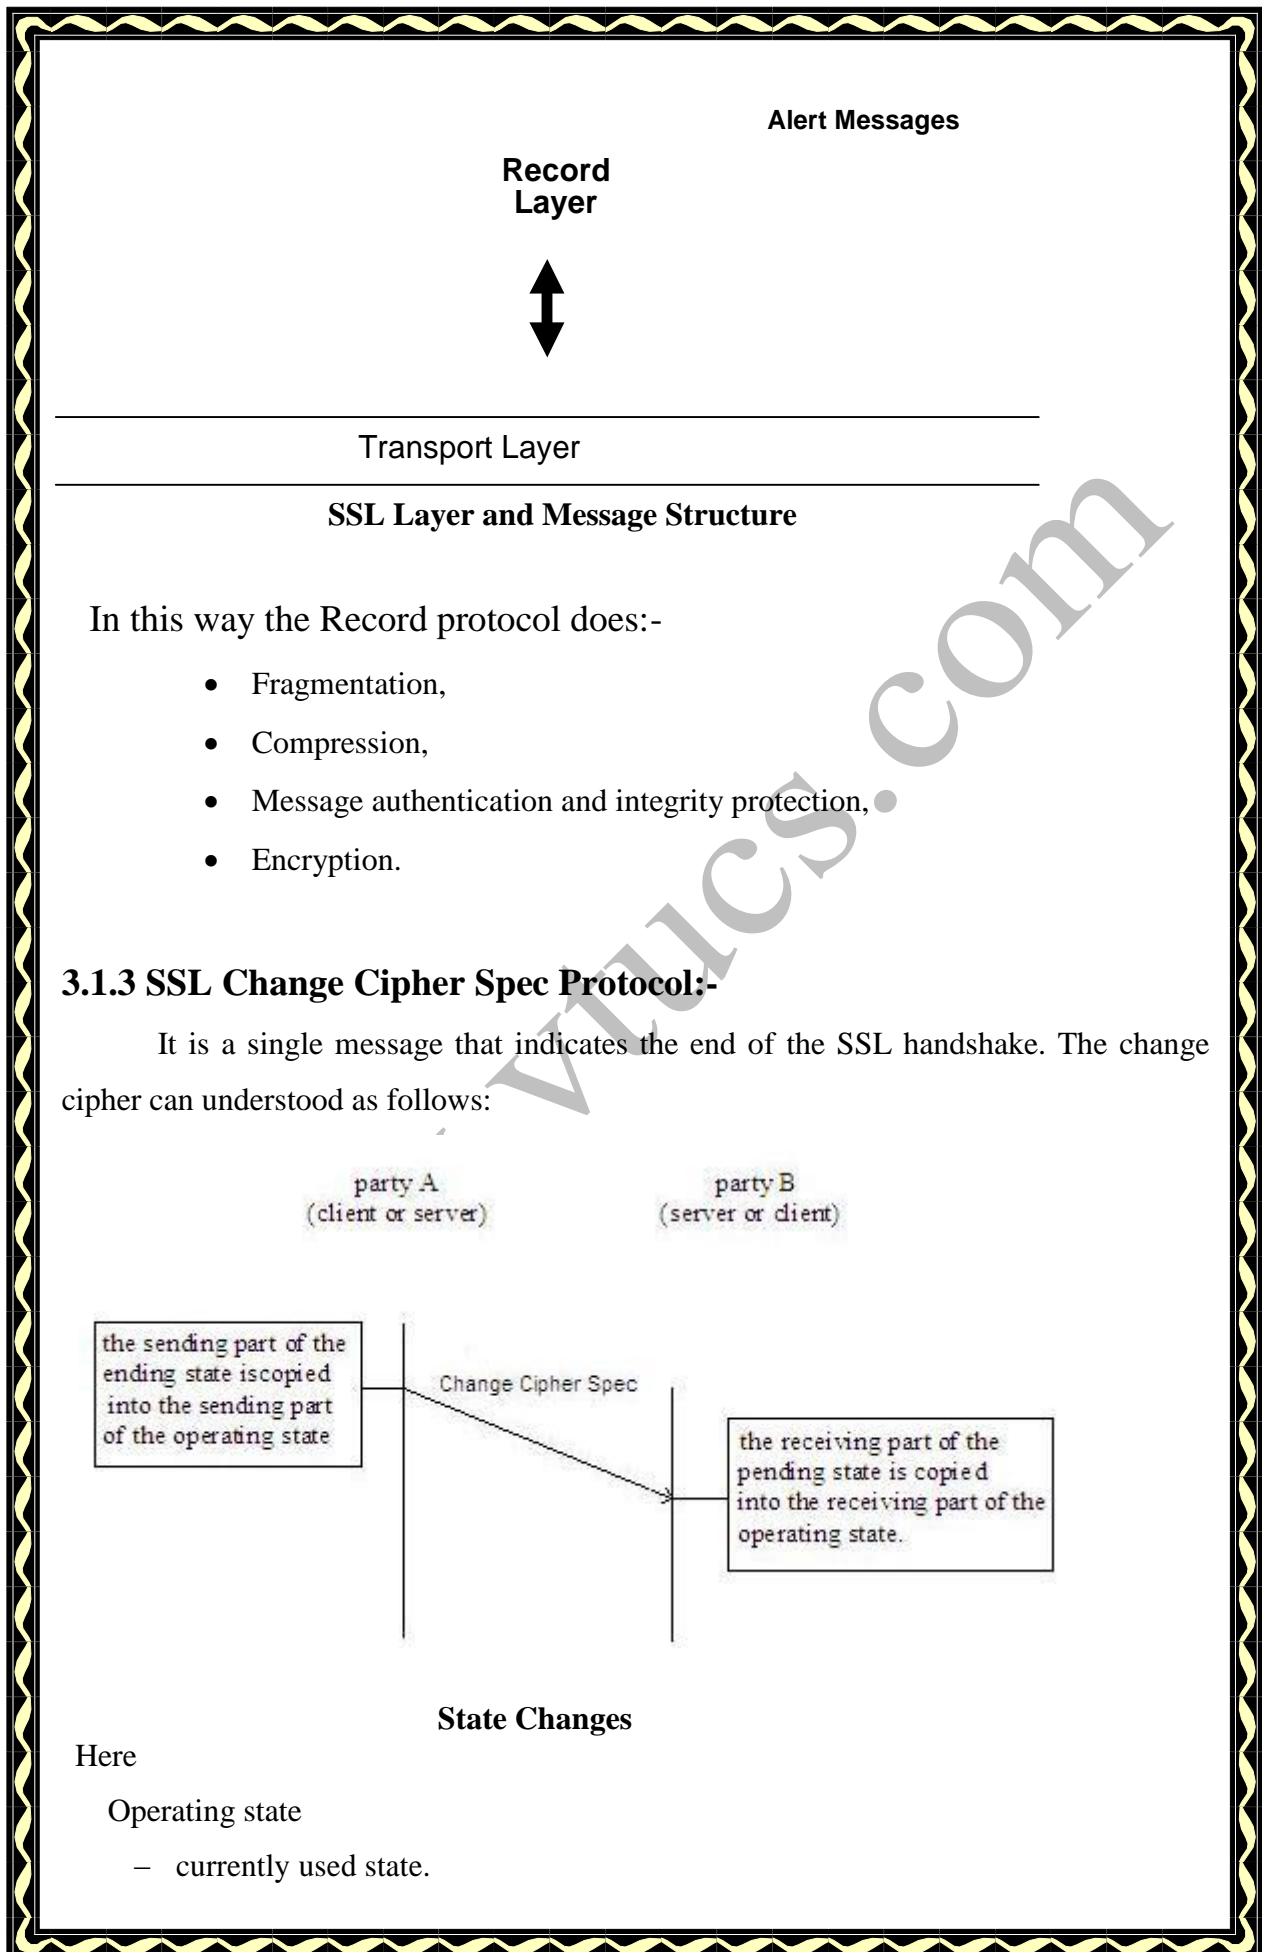 Alert Messages
Record
Layer
Transport Layer
SSL Layer and Message Structure
In this way the Record protocol does:-
• Fragmentation,
• Compression,
• Message authentication and integrity protection,
• Encryption.
3.1.3 SSL Change Cipher Spec Protocol:-
It is a single message that indicates the end of the SSL handshake. The change
cipher can understood as follows:
party A
(client or server)
party B
(server or client)
the sending part of the
ending state iscopied
into the sending part
of the operating state
Change Cipher Spec
the receiving part of the
pending state is copied
into the receiving part of the
operating state.
State Changes
Here
Operating state
– currently used state.
vtucs.com